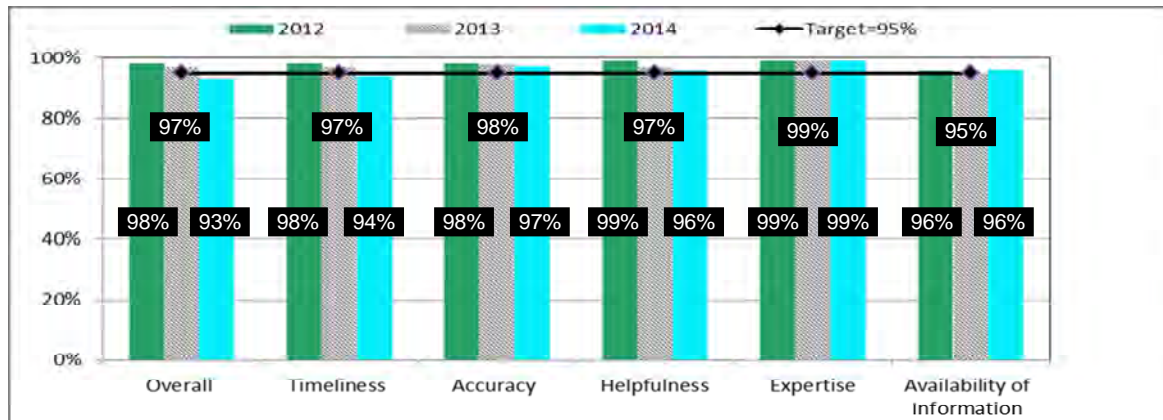 2012 2013 2014 Target=95%
100%
80%
60%
40%
20%
0%
97% 97% 98% 97% 99% 95%
98% 93% 98% 94% 98% 97% 99% 96% 99% 99% 96% 96%
Overall Timeliness Accuracy Helpfulness Expertise Availability of
Information